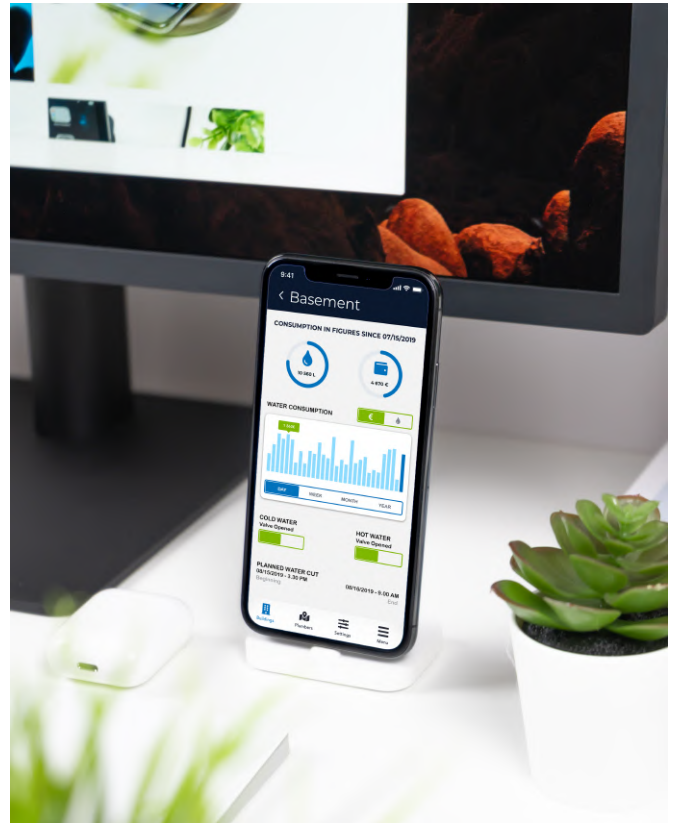 9:41
Basement
CONSUMPTION IN FIGURES SINCE 07/15/2019
4 870 €
WATER CONSUMPTION
€
DAY WEEK MONTH YEAR
COLD WATER
Valve Opened
HOT WATER
Valve Opened
PLANNED WATER CUT
08/15/2019 - 3.30 PM
Beginning
08/16/2019 - 9.00 AM
End
Buildings Plumbers Settings Menu